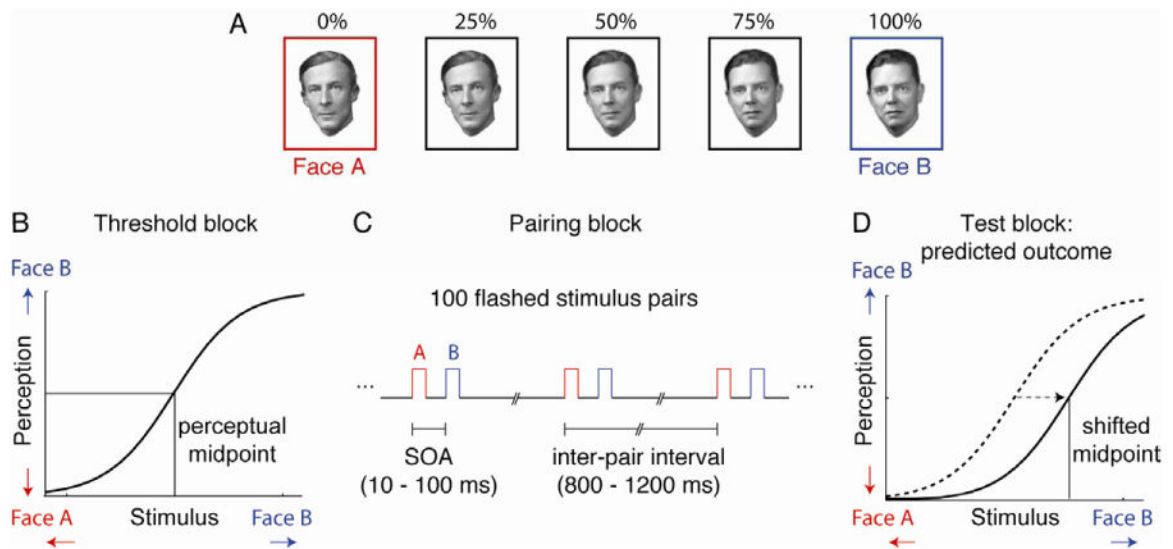 A
0% 25% 50% 75% 100%
Face A Face B
B Threshold block
Face B
Perception
perceptual
midpoint
Face A Stimulus Face B
C Pairing block
100 flashed stimulus pairs
A B
... ...
SOA
(10 - 100 ms)
inter-pair interval
(800 - 1200 ms)
D Test block:
predicted outcome
Face B
Perception
shifted
midpoint
Face A Stimulus Face B